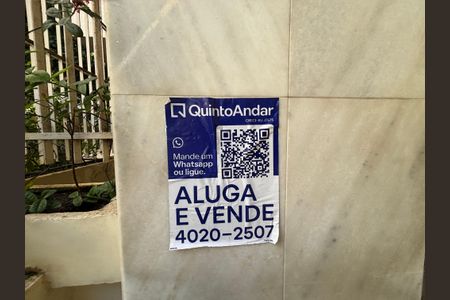 QuintoAndar
Mande um
Whatsapp
ou ligue.
ALUGA
E VENDE
4020-2507